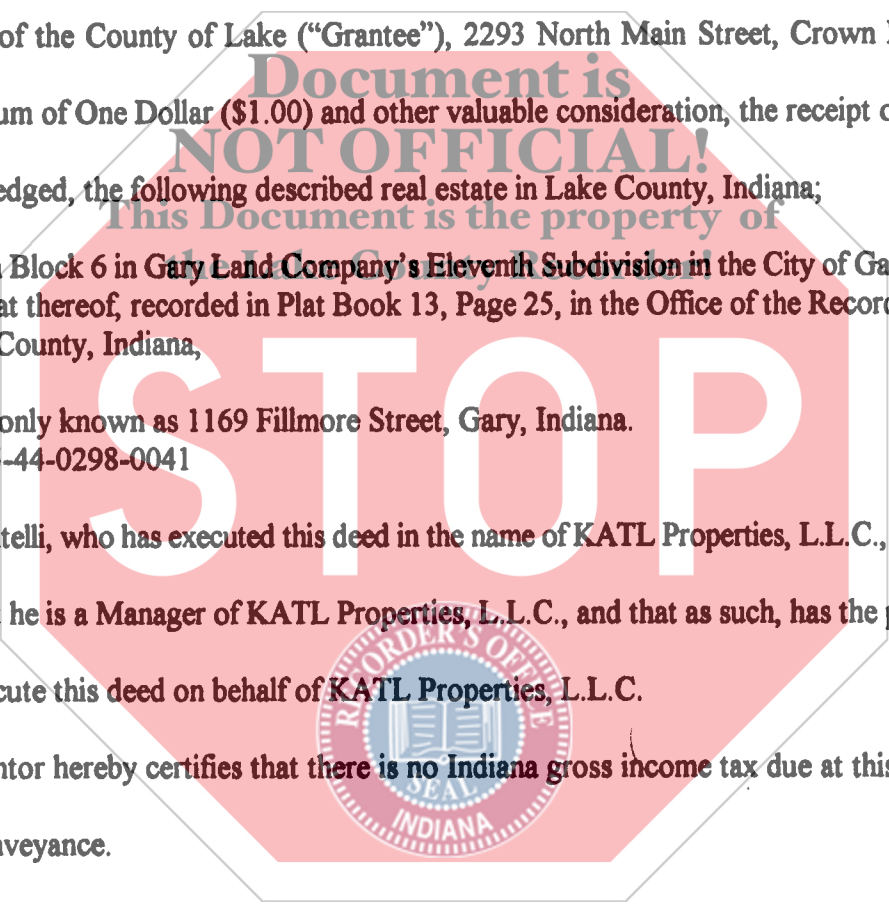 of the County of Lake (“Grantee”), 2293 North Main Street, Crown
Document is
um of One Dollar ($1.00) and other valuable consideration, the receipt
NOT OFFICIAL!
edged, the following described real estate in Lake County, Indiana;
This Document is the property of
the Lake County Recorder!
Block 6 in Gary Land Company's Eleventh Subdivision in the City of Ga
at thereof, recorded in Plat Book 13, Page 25, in the Office of the Recor
County, Indiana,
STOP
only known as 1169 Fillmore Street, Gary, Indiana.
-44-0298-0041
telli, who has executed this deed in the name of KATL Properties, L.L.C.,
he is a Manager of KATL Properties, L.L.C., and that as such, has the
RECORDER'S OFFICE
cute this deed on behalf of KATL Properties, L.L.C.
ntor hereby certifies that there is no Indiana gross income tax due at this
SEAL
INDIANA
nveyance.